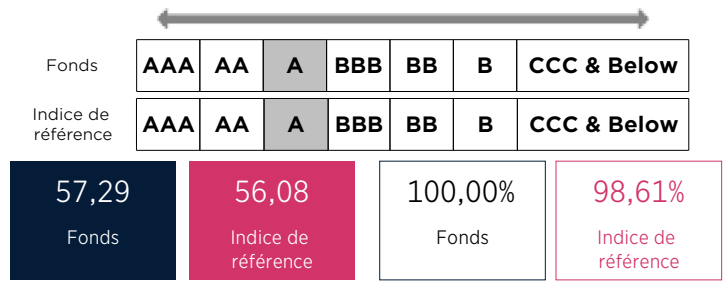 Fonds AAA AA A BBB BB B CCC & Below
Indice de
référence
AAA AA A BBB BB B CCC & Below
57,29
Fonds
56,08
Indice de
référence
100,00%
Fonds
98,61%
Indice de
référence